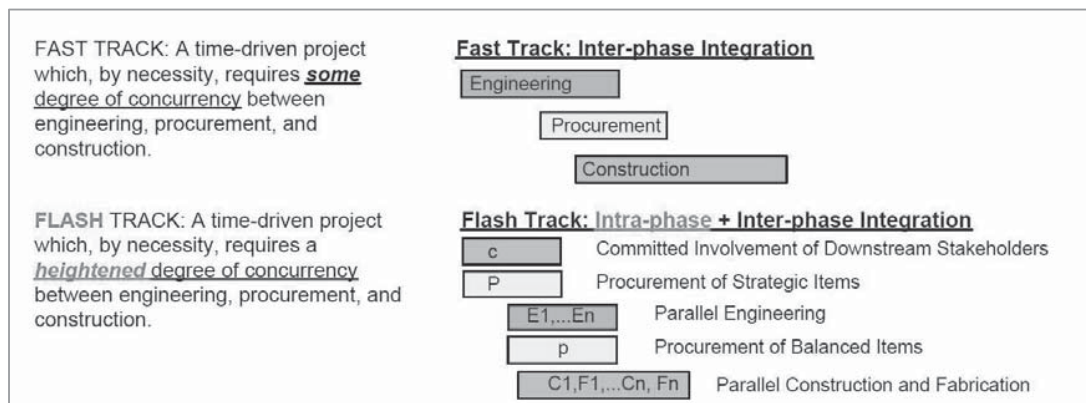 FAST TRACK: A time-driven project
which, by necessity, requires some
degree of concurrency between
engineering, procurement, and
construction.
Fast Track: Inter-phase Integration
Engineering
Procurement
Construction
FLASH TRACK: A time-driven project
which, by necessity, requires a
heightened degree of concurrency
between engineering, procurement, and
construction.
Flash Track: Intra-phase + Inter-phase Integration
c Committed Involvement of Downstream Stakeholders
P Procurement of Strategic Items
E1,...En Parallel Engineering
p Procurement of Balanced Items
C1,F1,...Cn, Fn Parallel Construction and Fabrication